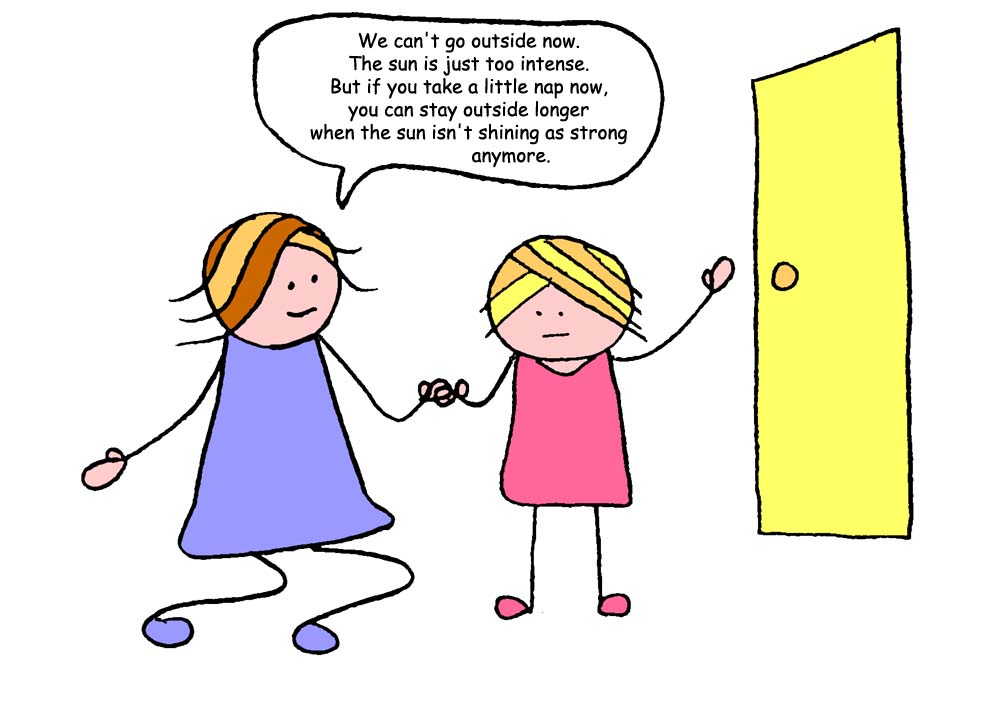 We can't go outside now.
The sun is just too intense.
But if you take a little nap now,
you can stay outside longer
when the sun isn't shining as strong
anymore.